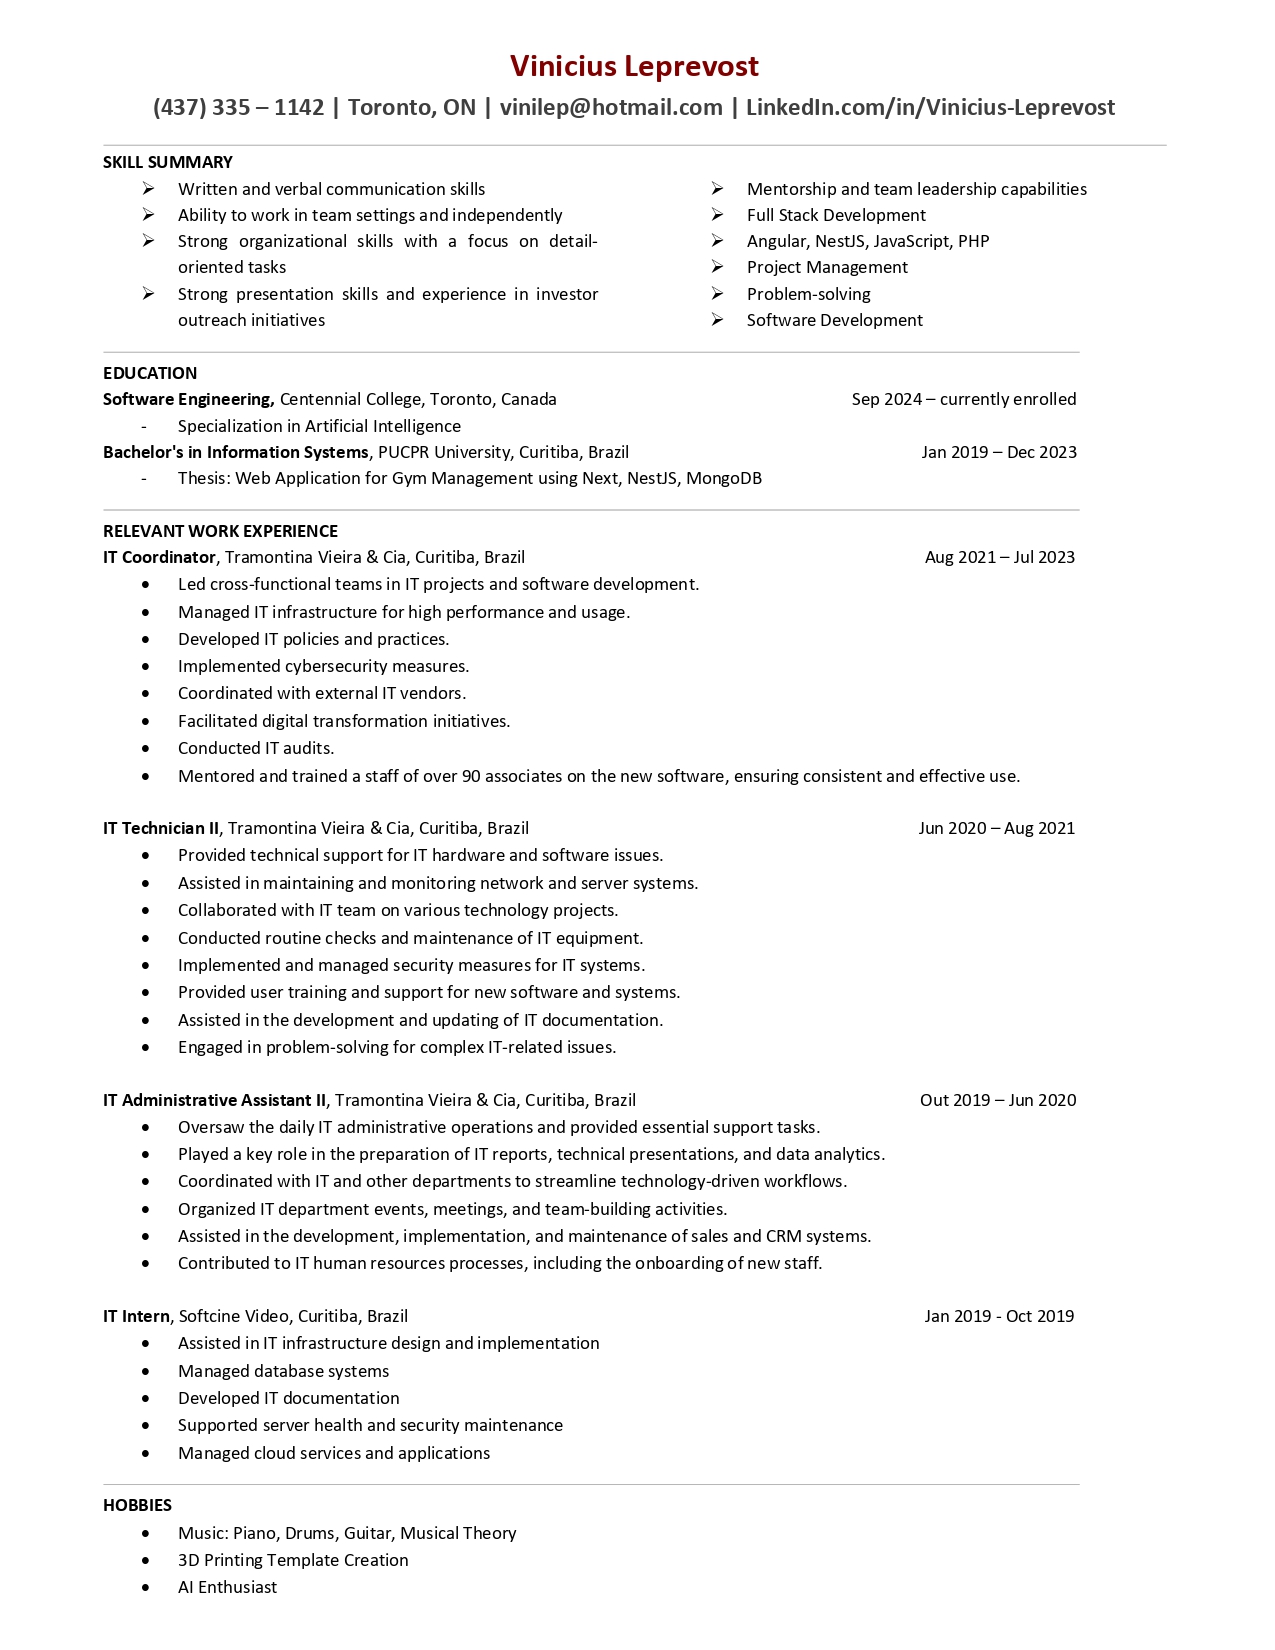 Vinicius Leprevost
(437) 335 – 1142 | Toronto, ON | vinilep@hotmail.com | LinkedIn.com/in/Vinicius-Leprevost
SKILL SUMMARY
➢ Written and verbal communication skills
➢ Ability to work in team settings and independently
➢ Strong organizational skills with a focus on detail-
oriented tasks
➢ Strong presentation skills and experience in investor
outreach initiatives
➢ Mentorship and team leadership capabilities
➢ Full Stack Development
➢ Angular, NestJS, JavaScript, PHP
➢ Project Management
➢ Problem-solving
➢ Software Development
EDUCATION
Software Engineering, Centennial College, Toronto, Canada Sep 2024 – currently enrolled
- Specialization in Artificial Intelligence
Bachelor's in Information Systems, PUCPR University, Curitiba, Brazil Jan 2019 – Dec 2023
- Thesis: Web Application for Gym Management using Next, NestJS, MongoDB
RELEVANT WORK EXPERIENCE
IT Coordinator, Tramontina Vieira & Cia, Curitiba, Brazil Aug 2021 – Jul 2023
• Led cross-functional teams in IT projects and software development.
• Managed IT infrastructure for high performance and usage.
• Developed IT policies and practices.
• Implemented cybersecurity measures.
• Coordinated with external IT vendors.
• Facilitated digital transformation initiatives.
• Conducted IT audits.
• Mentored and trained a staff of over 90 associates on the new software, ensuring consistent and effective use.
IT Technician II, Tramontina Vieira & Cia, Curitiba, Brazil Jun 2020 – Aug 2021
• Provided technical support for IT hardware and software issues.
• Assisted in maintaining and monitoring network and server systems.
• Collaborated with IT team on various technology projects.
• Conducted routine checks and maintenance of IT equipment.
• Implemented and managed security measures for IT systems.
• Provided user training and support for new software and systems.
• Assisted in the development and updating of IT documentation.
• Engaged in problem-solving for complex IT-related issues.
IT Administrative Assistant II, Tramontina Vieira & Cia, Curitiba, Brazil Out 2019 – Jun 2020
• Oversaw the daily IT administrative operations and provided essential support tasks.
• Played a key role in the preparation of IT reports, technical presentations, and data analytics.
• Coordinated with IT and other departments to streamline technology-driven workflows.
• Organized IT department events, meetings, and team-building activities.
• Assisted in the development, implementation, and maintenance of sales and CRM systems.
• Contributed to IT human resources processes, including the onboarding of new staff.
IT Intern, Softcine Video, Curitiba, Brazil Jan 2019 - Oct 2019
• Assisted in IT infrastructure design and implementation
• Managed database systems
• Developed IT documentation
• Supported server health and security maintenance
• Managed cloud services and applications
HOBBIES
• Music: Piano, Drums, Guitar, Musical Theory
• 3D Printing Template Creation
• AI Enthusiast